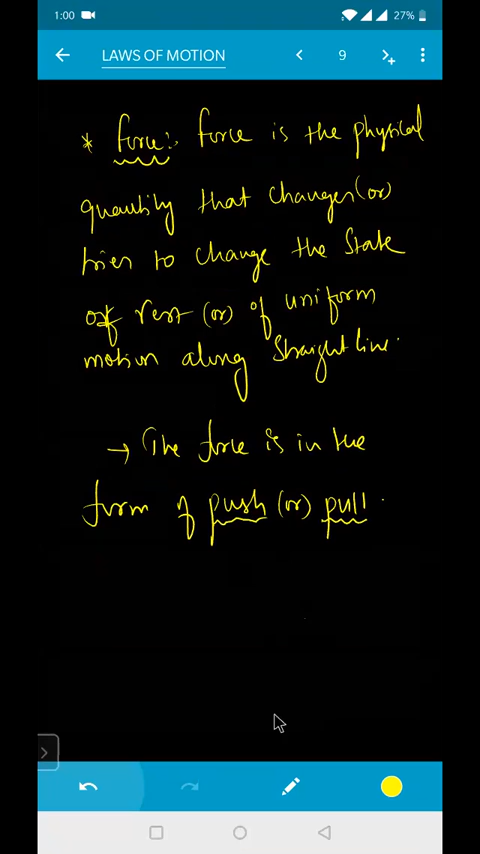 1:00 27%
LAWS OF MOTION 9
* force:- force is the physical
quantity that changes (or)
tries to change the State
of rest (or) of uniform
motion along Straight line.
→ The force is in the
form of push (or) pull.